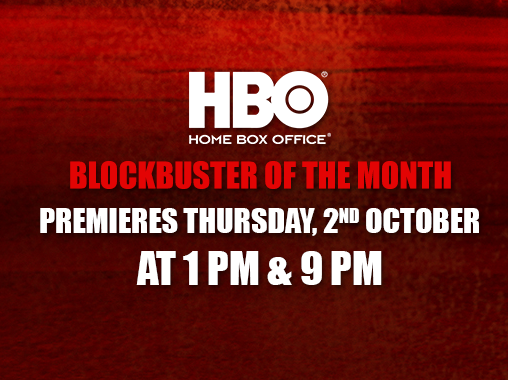 HBO®
HOME BOX OFFICE®
BLOCKBUSTER OF THE MONTH
PREMIERES THURSDAY, 2ND OCTOBER
AT 1 PM & 9 PM